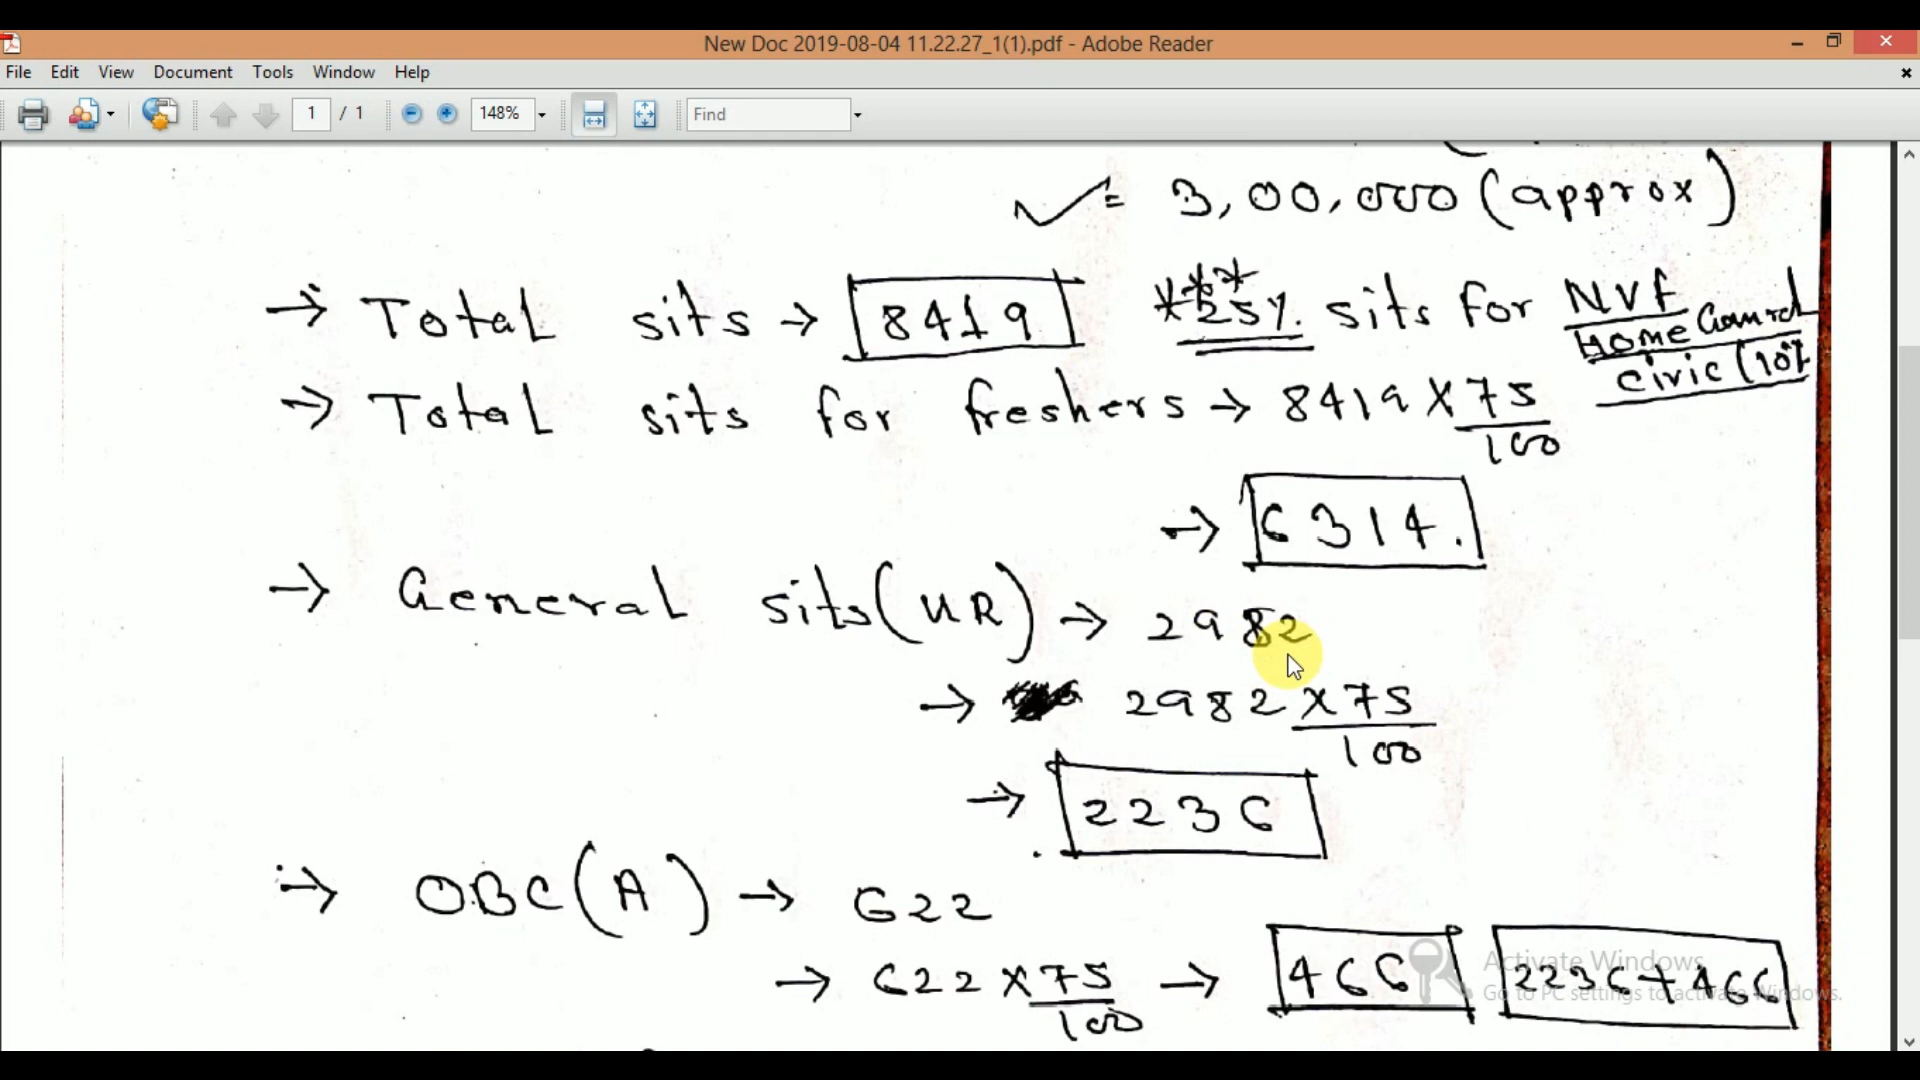 New Doc 2019-08-04 11.22.27_1(1).pdf - Adobe Reader
File Edit View Document Tools Window Help
1 / 1 148% Find
= 3,00,000 (approx)
→ Total sits → 8419 *** 25%. sits for NVF
Home Gaurd
Civic (10%
→ Total sits for freshers → 8419 X 75
100
→ 6314.
→ General sits (UR) → 2982
→ 2982 X 75
100
→ 2236
→ OBC (A) → 622
→ 622 X 75 → 466 2236 + 466
100
Activate Windows
Go to PC settings to activate Windows.